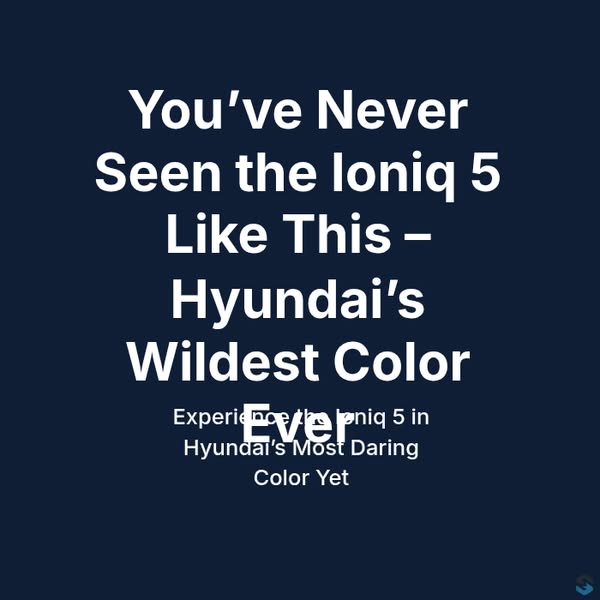 You’ve Never
Seen the Ioniq 5
Like This –
Hyundai’s
Wildest Color
Ever
Experience the Ioniq 5 in
Hyundai’s Most Daring
Color Yet